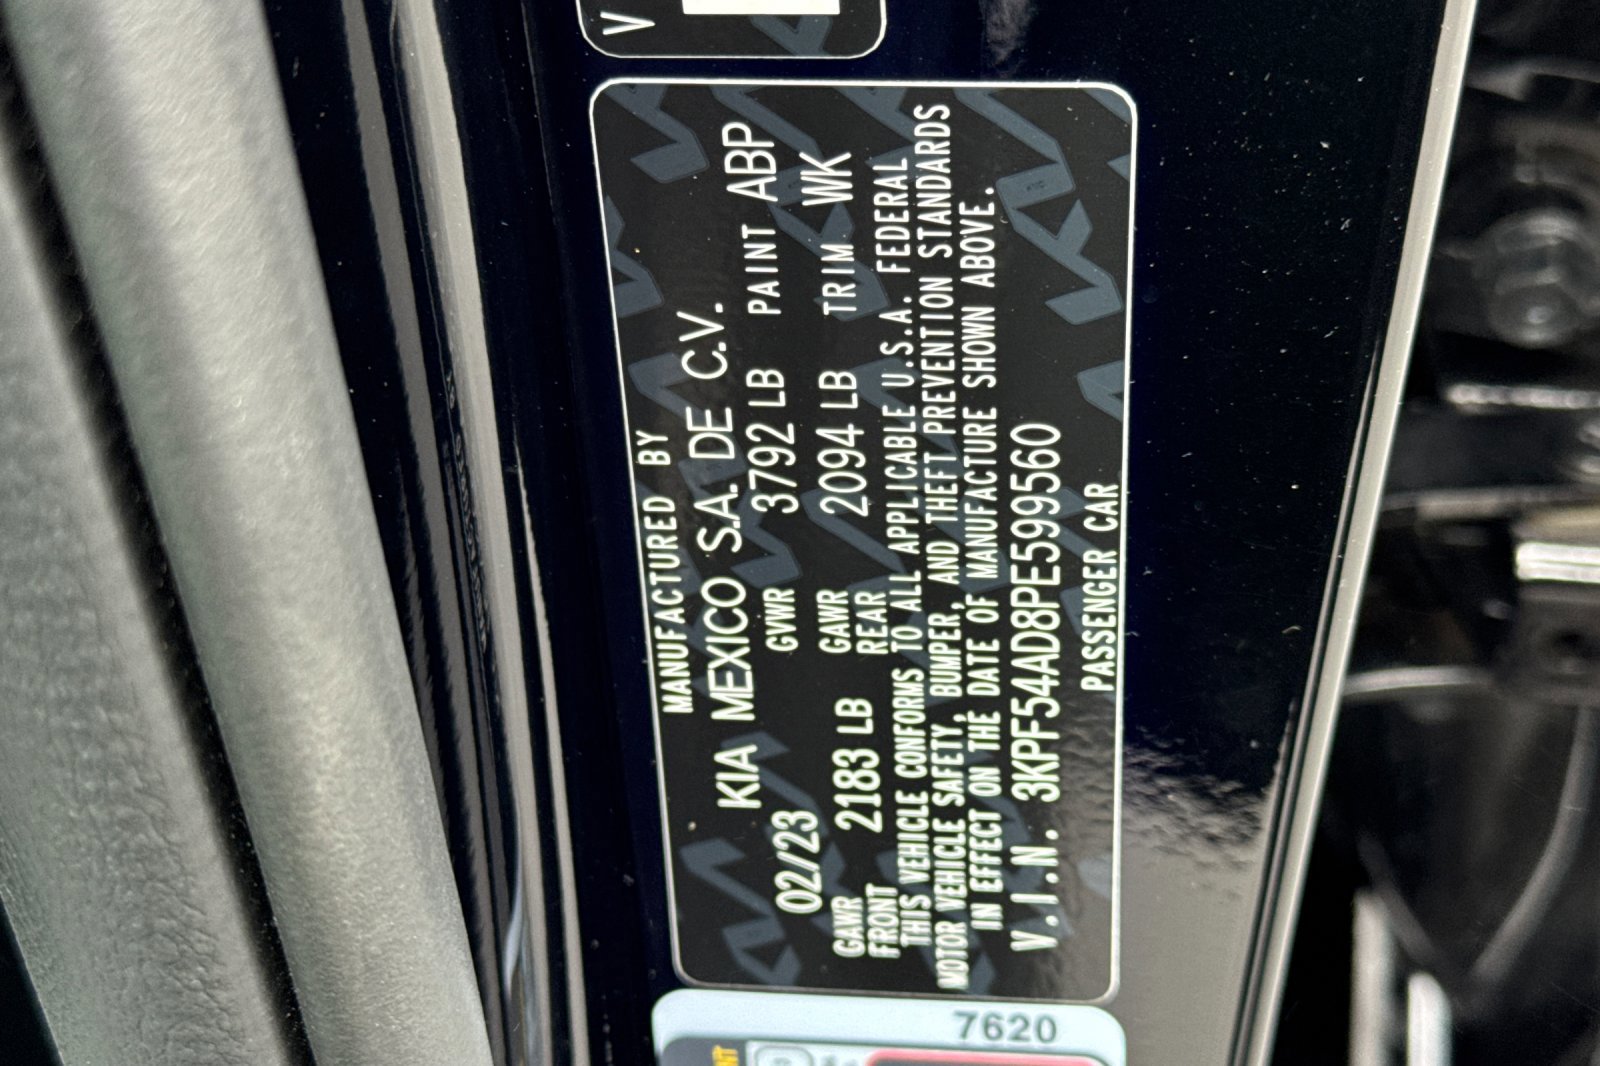 V
MANUFACTURED BY
KIA MEXICO S.A. DE C.V.
02/23 GVWR 3792 LB PAINT ABP
GAWR FRONT 2183 LB GAWR REAR 2094 LB TRIM WK
THIS VEHICLE CONFORMS TO ALL APPLICABLE U.S.A. FEDERAL
MOTOR VEHICLE SAFETY, BUMPER, AND THEFT PREVENTION STANDARDS
IN EFFECT ON THE DATE OF MANUFACTURE SHOWN ABOVE.
V.I.N. 3KPF54AD8PE599560
PASSENGER CAR
7620